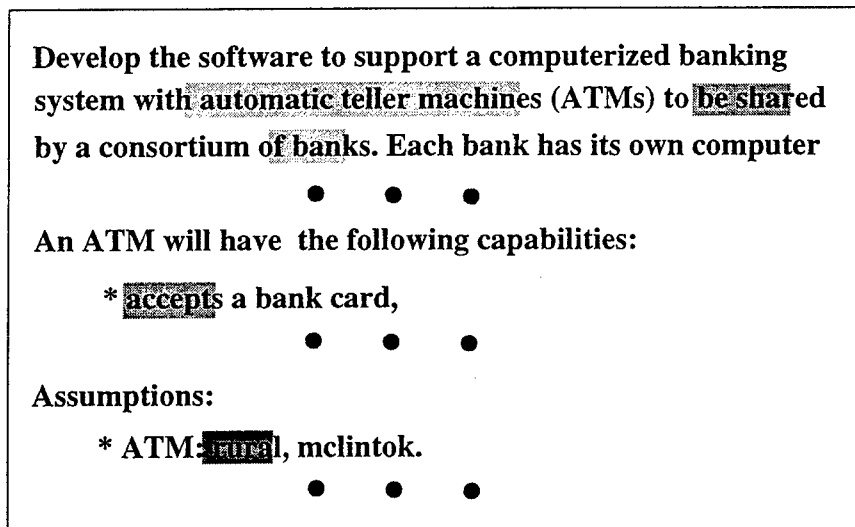 Develop the software to support a computerized banking
system with automatic teller machines (ATMs) to be shared
by a consortium of banks. Each bank has its own computer
● ● ●
An ATM will have the following capabilities:
* accepts a bank card,
● ● ●
Assumptions:
* ATM: rural, mclintok.
● ● ●